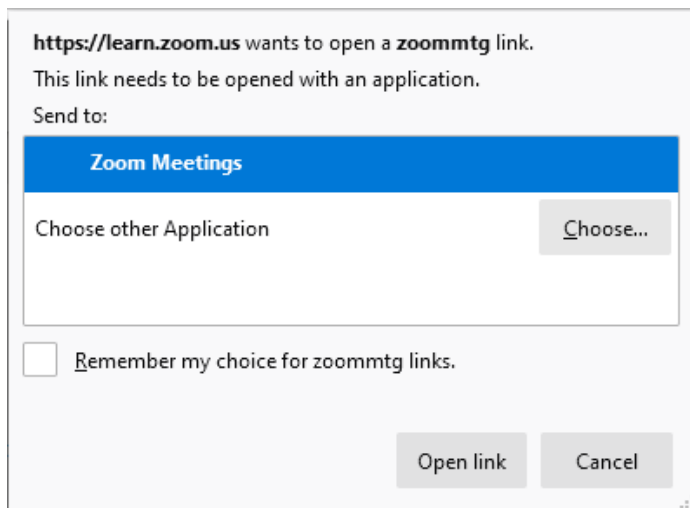 https://learn.zoom.us wants to open a zoommtg link.
This link needs to be opened with an application.
Send to:
Zoom Meetings
Choose other Application
Choose...
Remember my choice for zoommtg links.
Open link
Cancel